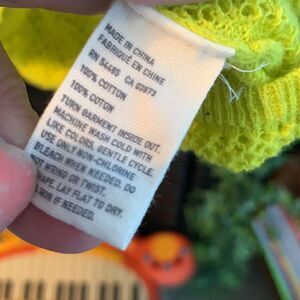 MADE IN CHINA
FABRIQUÉ EN CHINE
RN 54485 CA 03973
100% COTTON
100% COTON
TURN GARMENT INSIDE OUT.
MACHINE WASH COLD WITH
LIKE COLORS, GENTLE CYCLE.
USE ONLY NON-CHLORINE
BLEACH WHEN NEEDED. DO
NOT WRING OR TWIST.
LAY FLAT TO DRY.
IF NEEDED.